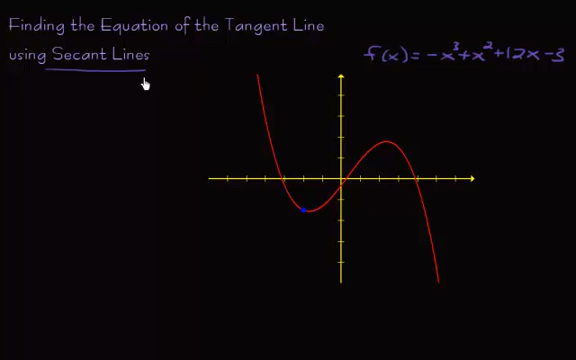 Finding the Equation of the Tangent Line
using Secant Lines
f(x) = -x³+x²+12x-3